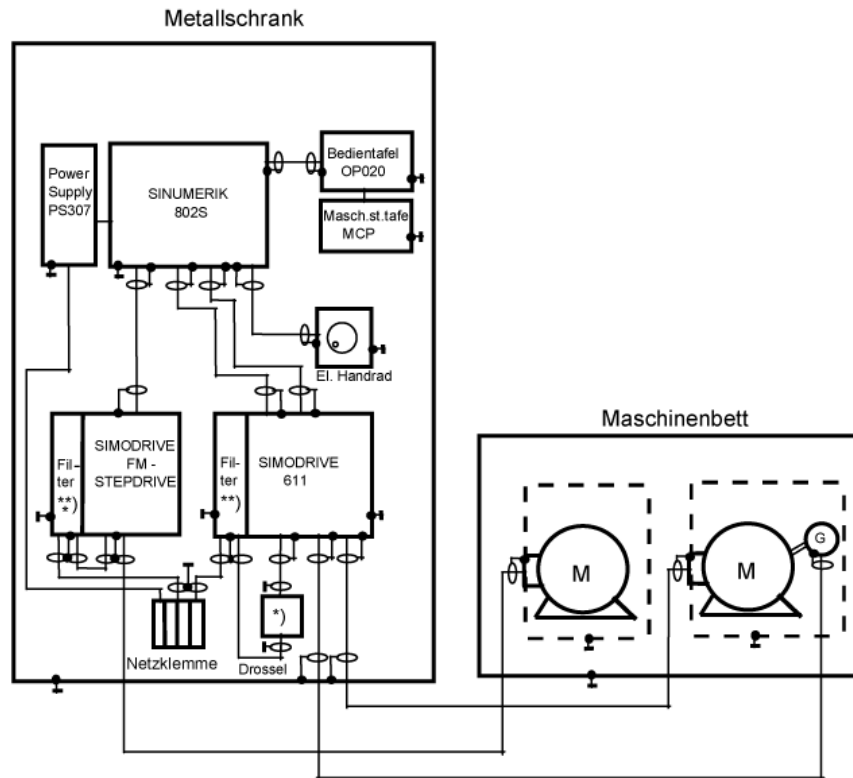 Metallschrank
Power
Supply
PS307
SINUMERIK
802S
Bedientafel
OP020
Masch.st.tafe
MCP
El. Handrad
Fil-
ter
**)
*
SIMODRIVE
FM -
STEPDRIVE
Fil-
ter
**)
SIMODRIVE
611
*)
Netzklemme
Drossel
Maschinenbett
M
M
G